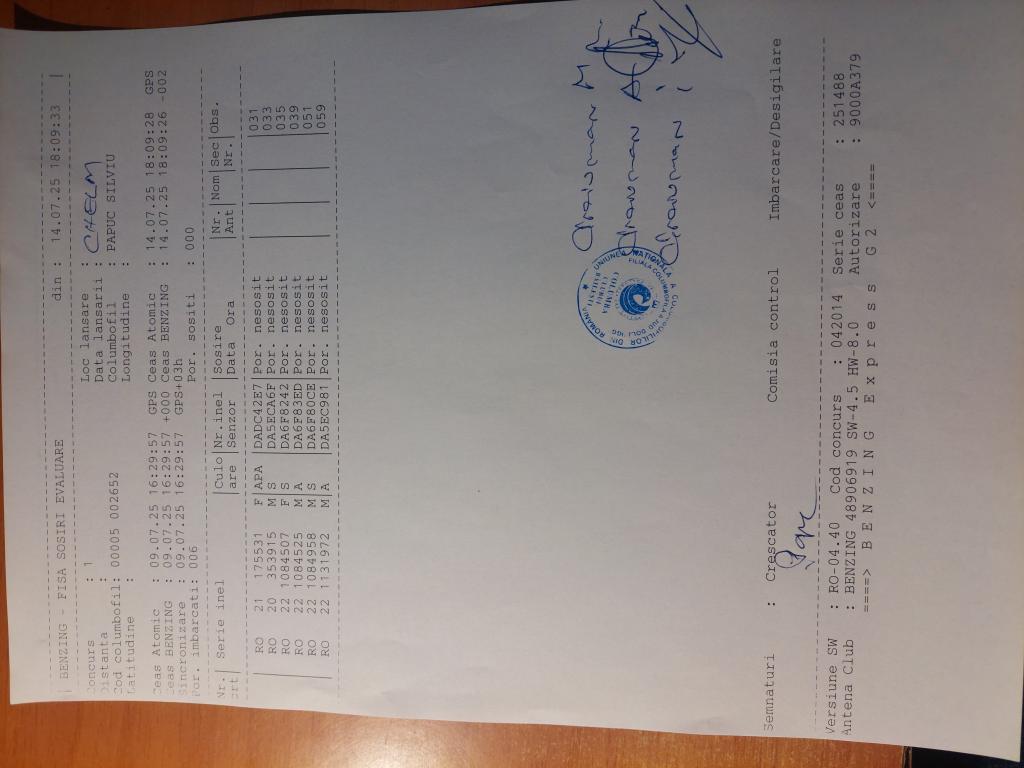 | BENZING - FISA SOSIRI EVALUARE din : 14.07.25 18:09:33 |
Concurs : 1 Loc lansare : CHELM
Distanta : Data lansarii :
Cod columbofil: 00005 002652 Columbofil : PAPUC SILVIU
Latitudine : Longitudine :
Ceas Atomic : 09.07.25 16:29:57 GPS Ceas Atomic : 14.07.25 18:09:28 GPS
Ceas BENZING : 09.07.25 16:29:57 +000 Ceas BENZING : 14.07.25 18:09:26 -002
Sincronizare : 09.07.25 16:29:57 GPS+03h
Por. imbarcati: 006 Por. sositi : 000
Nr.| Serie inel |Culo|Nr.inel |Sosire |Nr.|Nom|Sec|Obs.
crt| |are |Senzor |Data Ora |Ant| |Nr.|
RO 21 175531 F|APA |DADC42E7|Por. nesosit |031
RO 20 353915 M|S |DA5ECA6F|Por. nesosit |033
RO 22 1084507 F|S |DA6F8242|Por. nesosit |035
RO 22 1084525 M|A |DA6F83ED|Por. nesosit |039
RO 22 1084958 M|S |DA6F80CE|Por. nesosit |051
RO 22 1131972 M|A |DA5EC981|Por. nesosit |059
ROMANIA UNIUNEA NATIONALA A COLUMBOFILILOR DIN
Semnaturi : Crescator Comisia control Imbarcare/Desigilare
Versiune SW : RO-04.40 Cod concurs : 042014 Serie ceas : 251488
Antena Club : BENZING 48906919 SW-4.5 HW-8.0 Autorizare : 9000A379
====> B E N Z I N G E x p r e s s G 2 <====